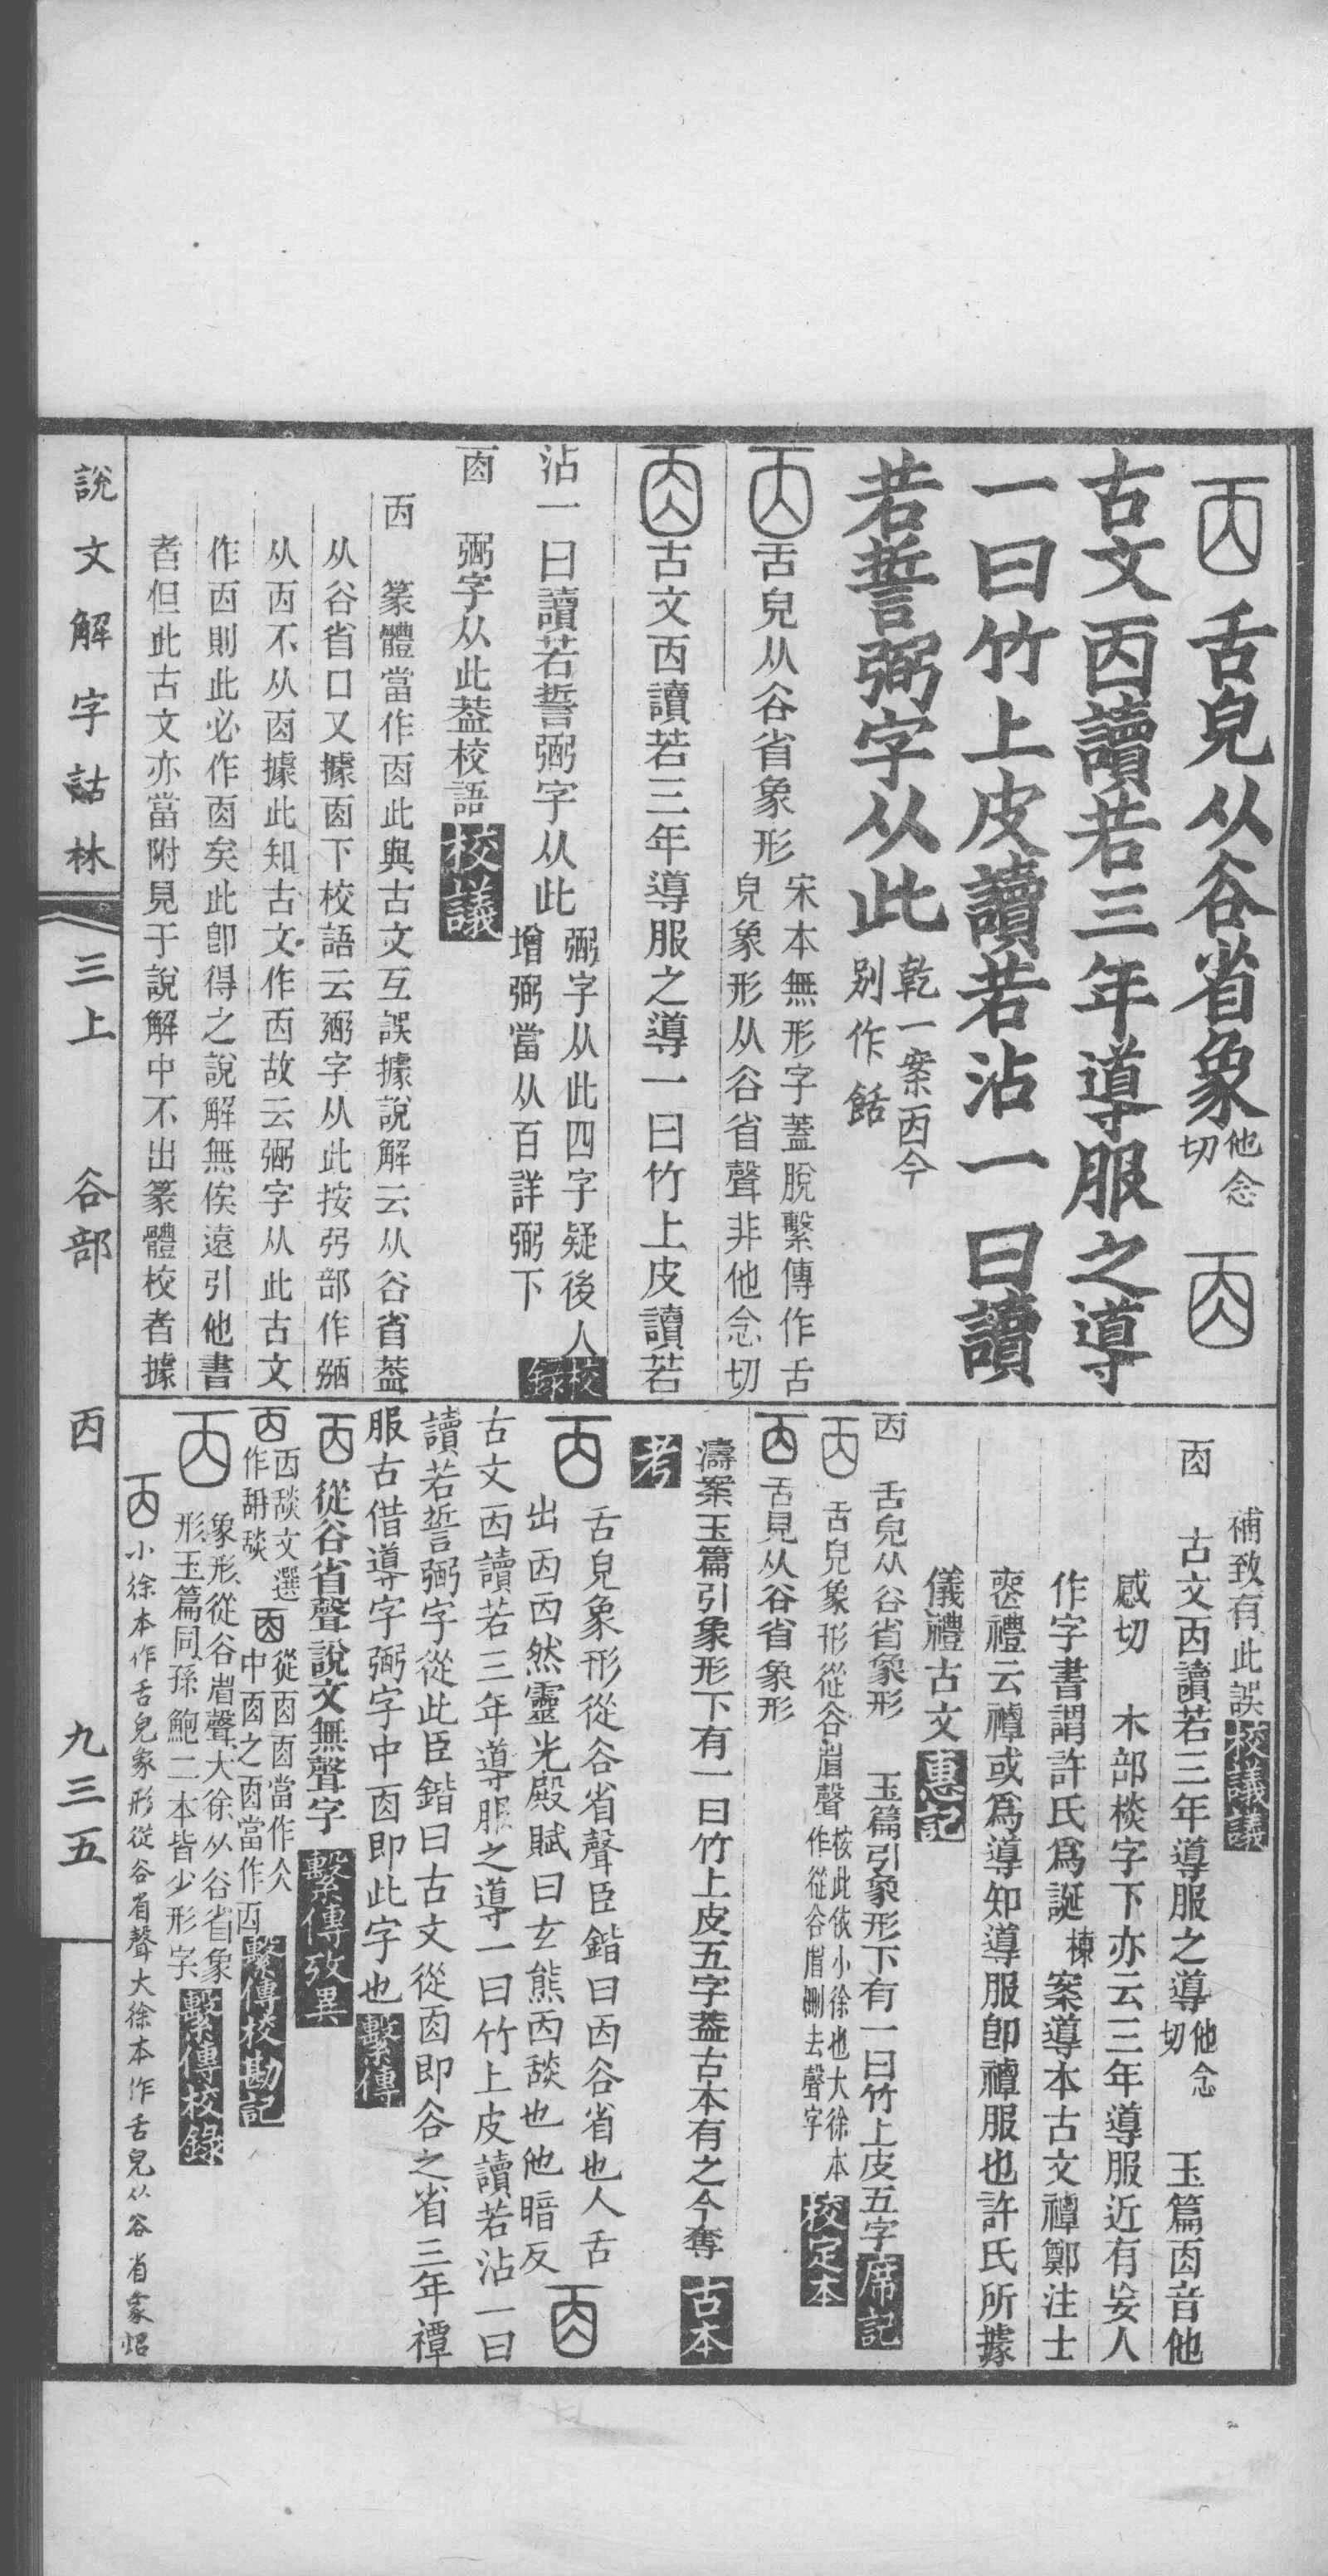 𠀬舌皃从谷省象他念切𠀬
古文㐁讀若三年導服之導
一曰竹上皮讀若沾一曰讀
若誓弼字从此乾一案㐁今別作餂
舌皃从谷省象形宋本無形字蓋脫繫傳作舌皃象形从谷省聲非他念切
古文㐁讀若三年導服之導一曰竹上皮讀若
沾一曰讀若誓弼字从此弼字从此四字疑後人增弼當从百詳弼下校錄
㐁 弼字从此葢校語校議
㐁 篆體當作㐁此與古文互誤據說解云从谷省葢
从谷省口又據㐁下校語云弼字从此按弜部作弼
从㐁不从㐁據此知古文作㐁故云弼字从此古文
作㐁則此必作㐁矣此卽得之說解無俟遠引他書
者但此古文亦當附見于說解中不出篆體校者據
補致有此誤校議議
㐁 古文㐁讀若三年導服之導他念切 玉篇㐁音他
感切 木部棪字下亦云三年導服近有妄人
作字書謂許氏爲誕棟案導本古文禫鄭注士
喪禮云禫或爲導知導服卽禫服也許氏所據
儀禮古文惠記
㐁 舌皃从谷省象形 玉篇引象形下有一曰竹上皮五字席記
舌皃象形從谷省聲按此依小徐也大徐本作從谷省刪去聲字校定本
舌見从谷省象形
濤案玉篇引象形下有一曰竹上皮五字葢古本有之今奪古本
考
舌皃象形從谷省聲臣鍇曰㐁谷省也人舌
出㐁㐁然靈光殿賦曰玄熊㐁舕也他暗反
古文㐁讀若三年導服之導一曰竹上皮讀若沾一曰
讀若誓弼字從此臣鍇曰古文從㐁即谷之省三年禫
服古借導字弼字中㐁即此字也繫傳
㐁從谷省聲說文無聲字繫傳攷異
㐁㐁舕文選作甜舕㐁從㐁㐁當作仌中㐁之㐁當作㐁繫傳校勘記
象形從谷省聲大徐从谷省象形玉篇同孫鮑二本皆少形字繫傳校錄
小徐本作舌皃象形從谷省聲大徐本作舌皃从谷省象
說文解字詁林 三上 谷部 㐁 九三五